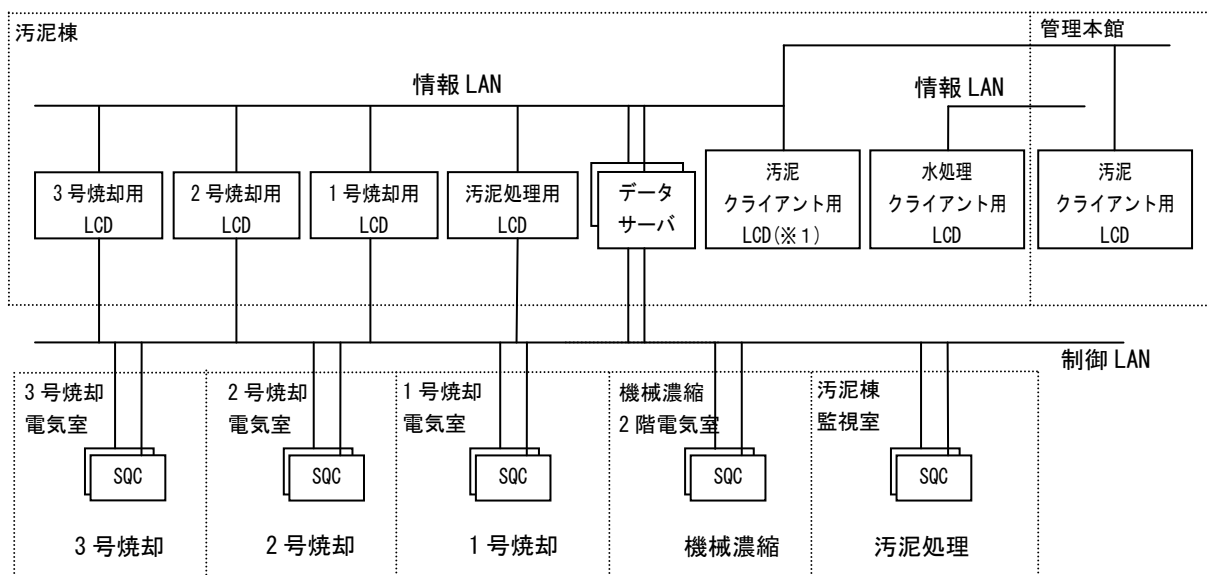 汚泥棟
管理本館
情報 LAN
情報 LAN
3号焼却用
LCD
2号焼却用
LCD
1号焼却用
LCD
汚泥処理用
LCD
データ
サーバ
汚泥
クライアント用
LCD(※1)
水処理
クライアント用
LCD
汚泥
クライアント用
LCD
制御 LAN
3号焼却
電気室
2号焼却
電気室
1号焼却
電気室
機械濃縮
2階電気室
汚泥棟
監視室
SQC
SQC
SQC
SQC
SQC
3号焼却
2号焼却
1号焼却
機械濃縮
汚泥処理